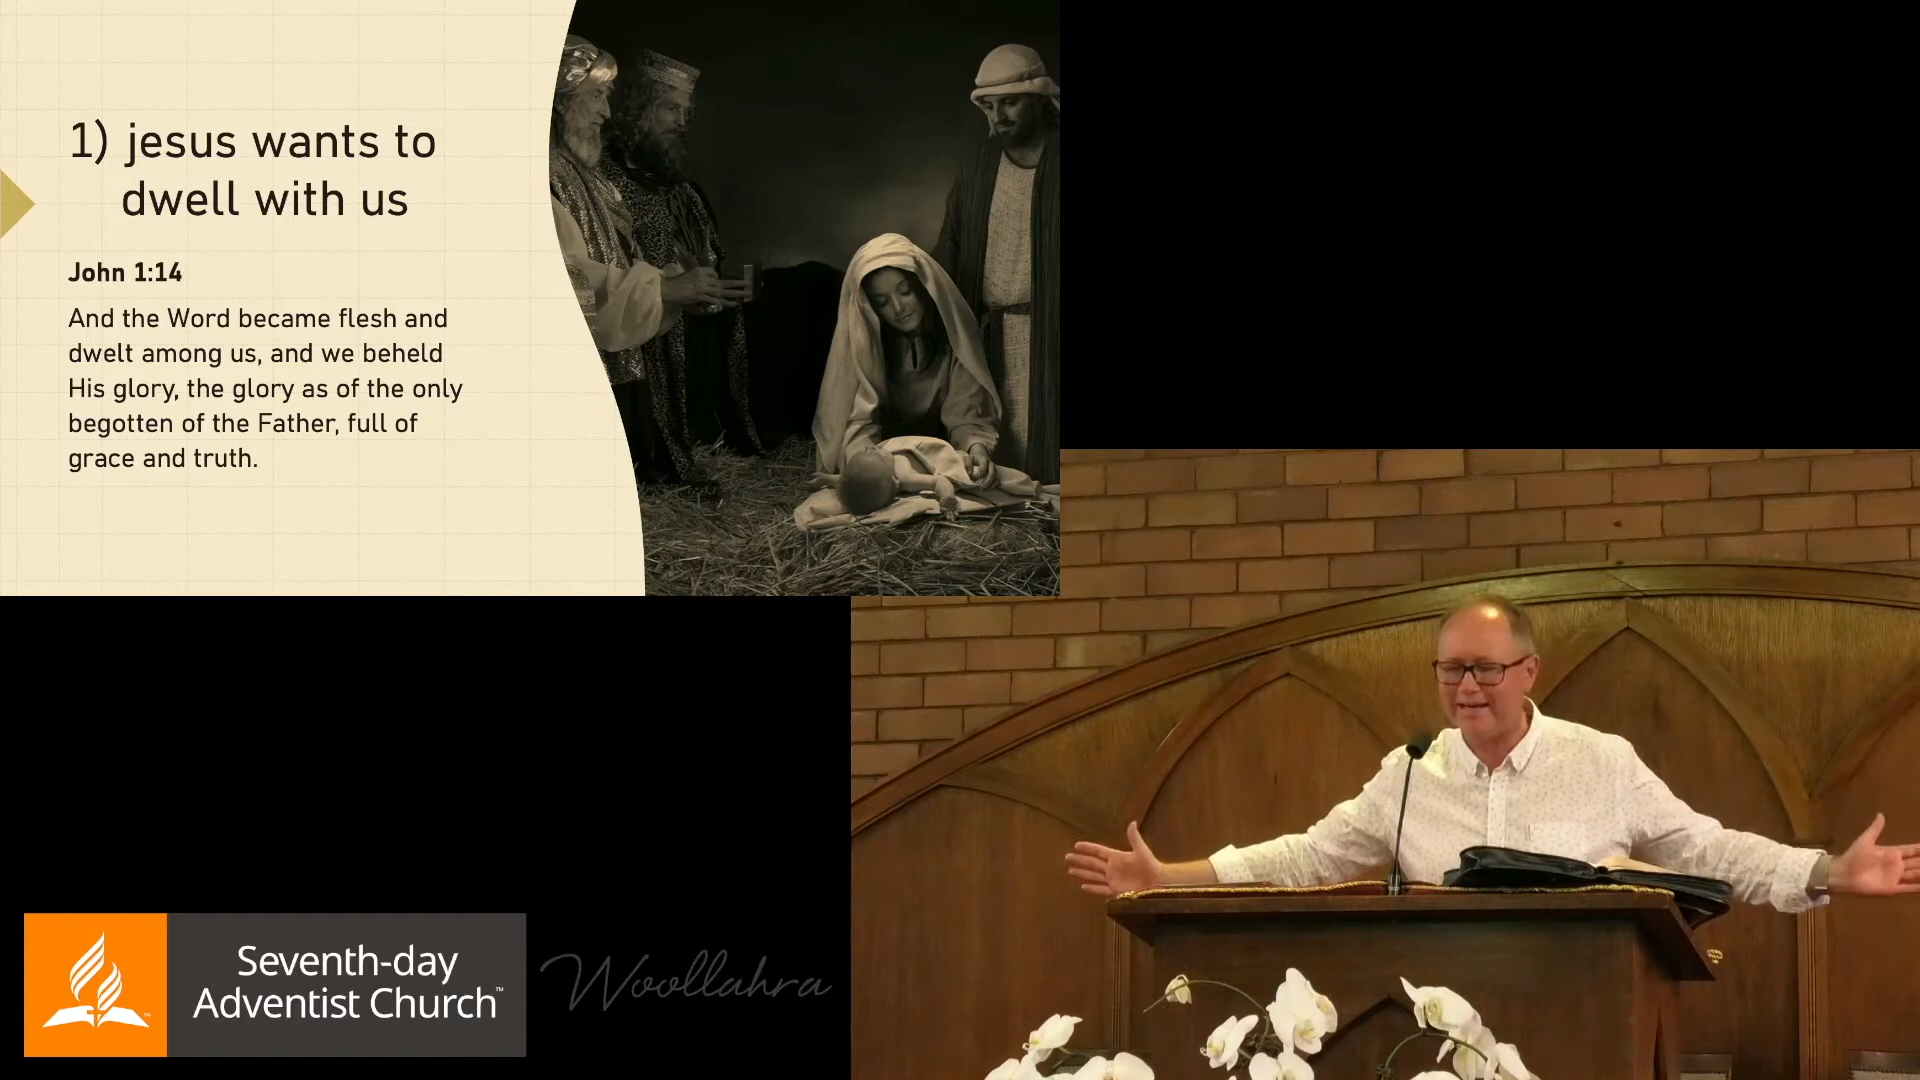 1) jesus wants to
dwell with us
John 1:14
And the Word became flesh and
dwelt among us, and we beheld
His glory, the glory as of the only
begotten of the Father, full of
grace and truth.
Seventh-day
Adventist Church™
Woollahra